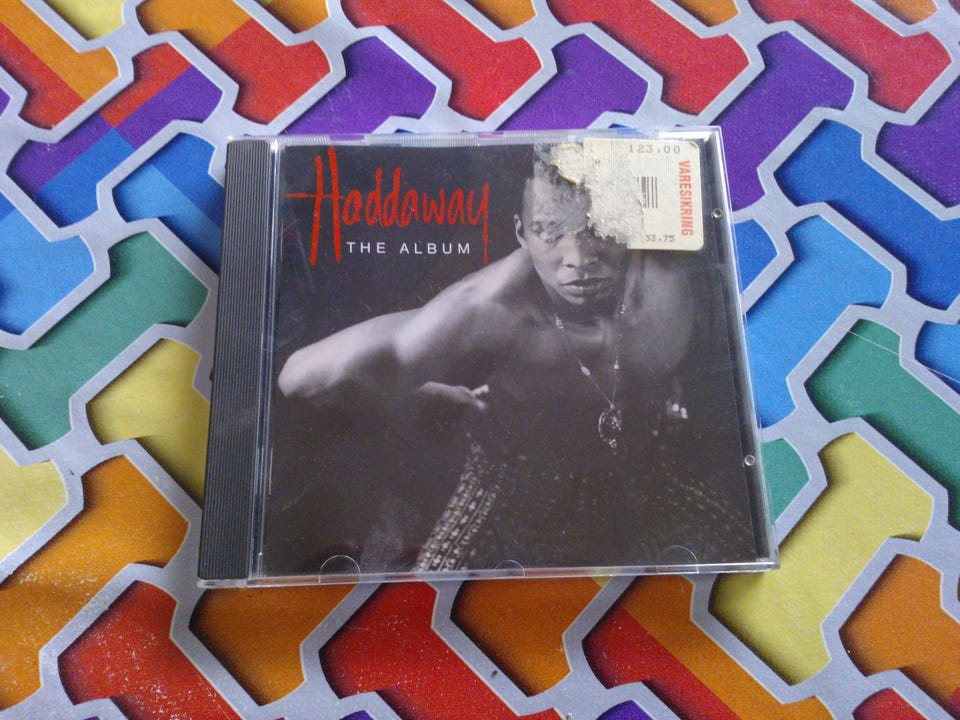 Haddaway
THE ALBUM
123,00
VARESIKRING
53,75